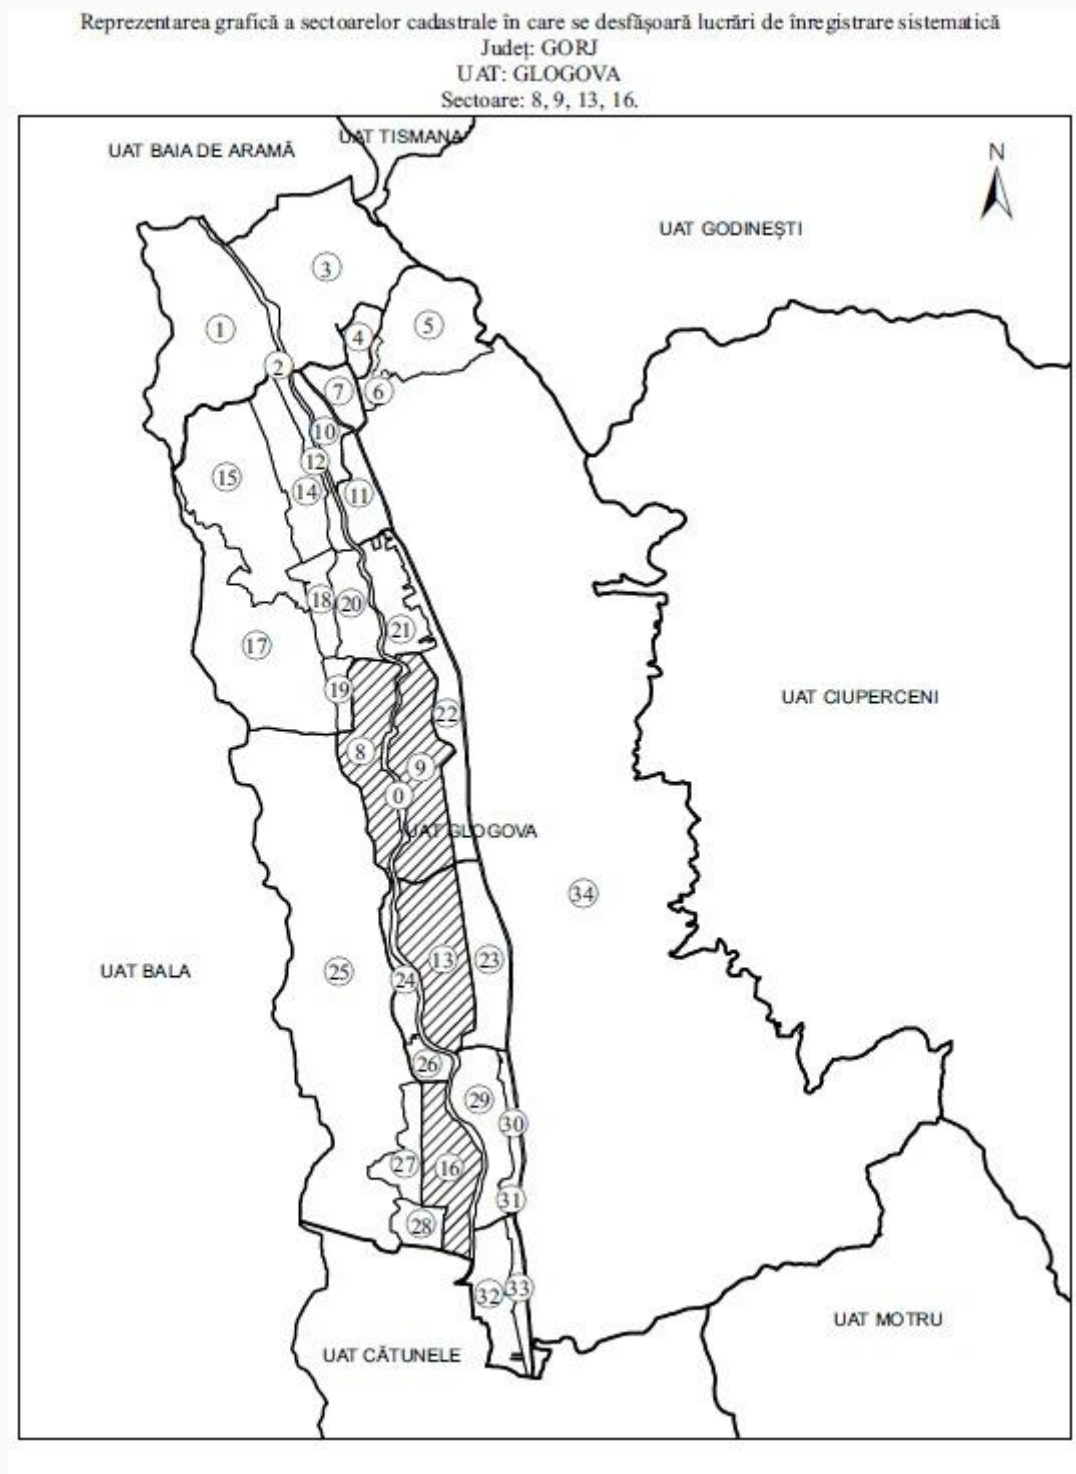 Reprezentarea grafică a sectoarelor cadastrale în care se desfășoară lucrări de înregistrare sistematică
Județ: GORJ
UAT: GLOGOVA
Sectoare: 8, 9, 13, 16.
UAT TISMANA
UAT BAIA DE ARAMĂ
N
UAT GODINEȘTI
3
1
4
5
2
7
6
10
12
15
14
11
18
20
21
17
19
22
8
9
0
UAT CIUPERCENI
UAT GLOGOVA
34
UAT BALA
25
13
23
24
26
29
30
27
16
31
28
32
33
UAT MOTRU
UAT CĂTUNELE